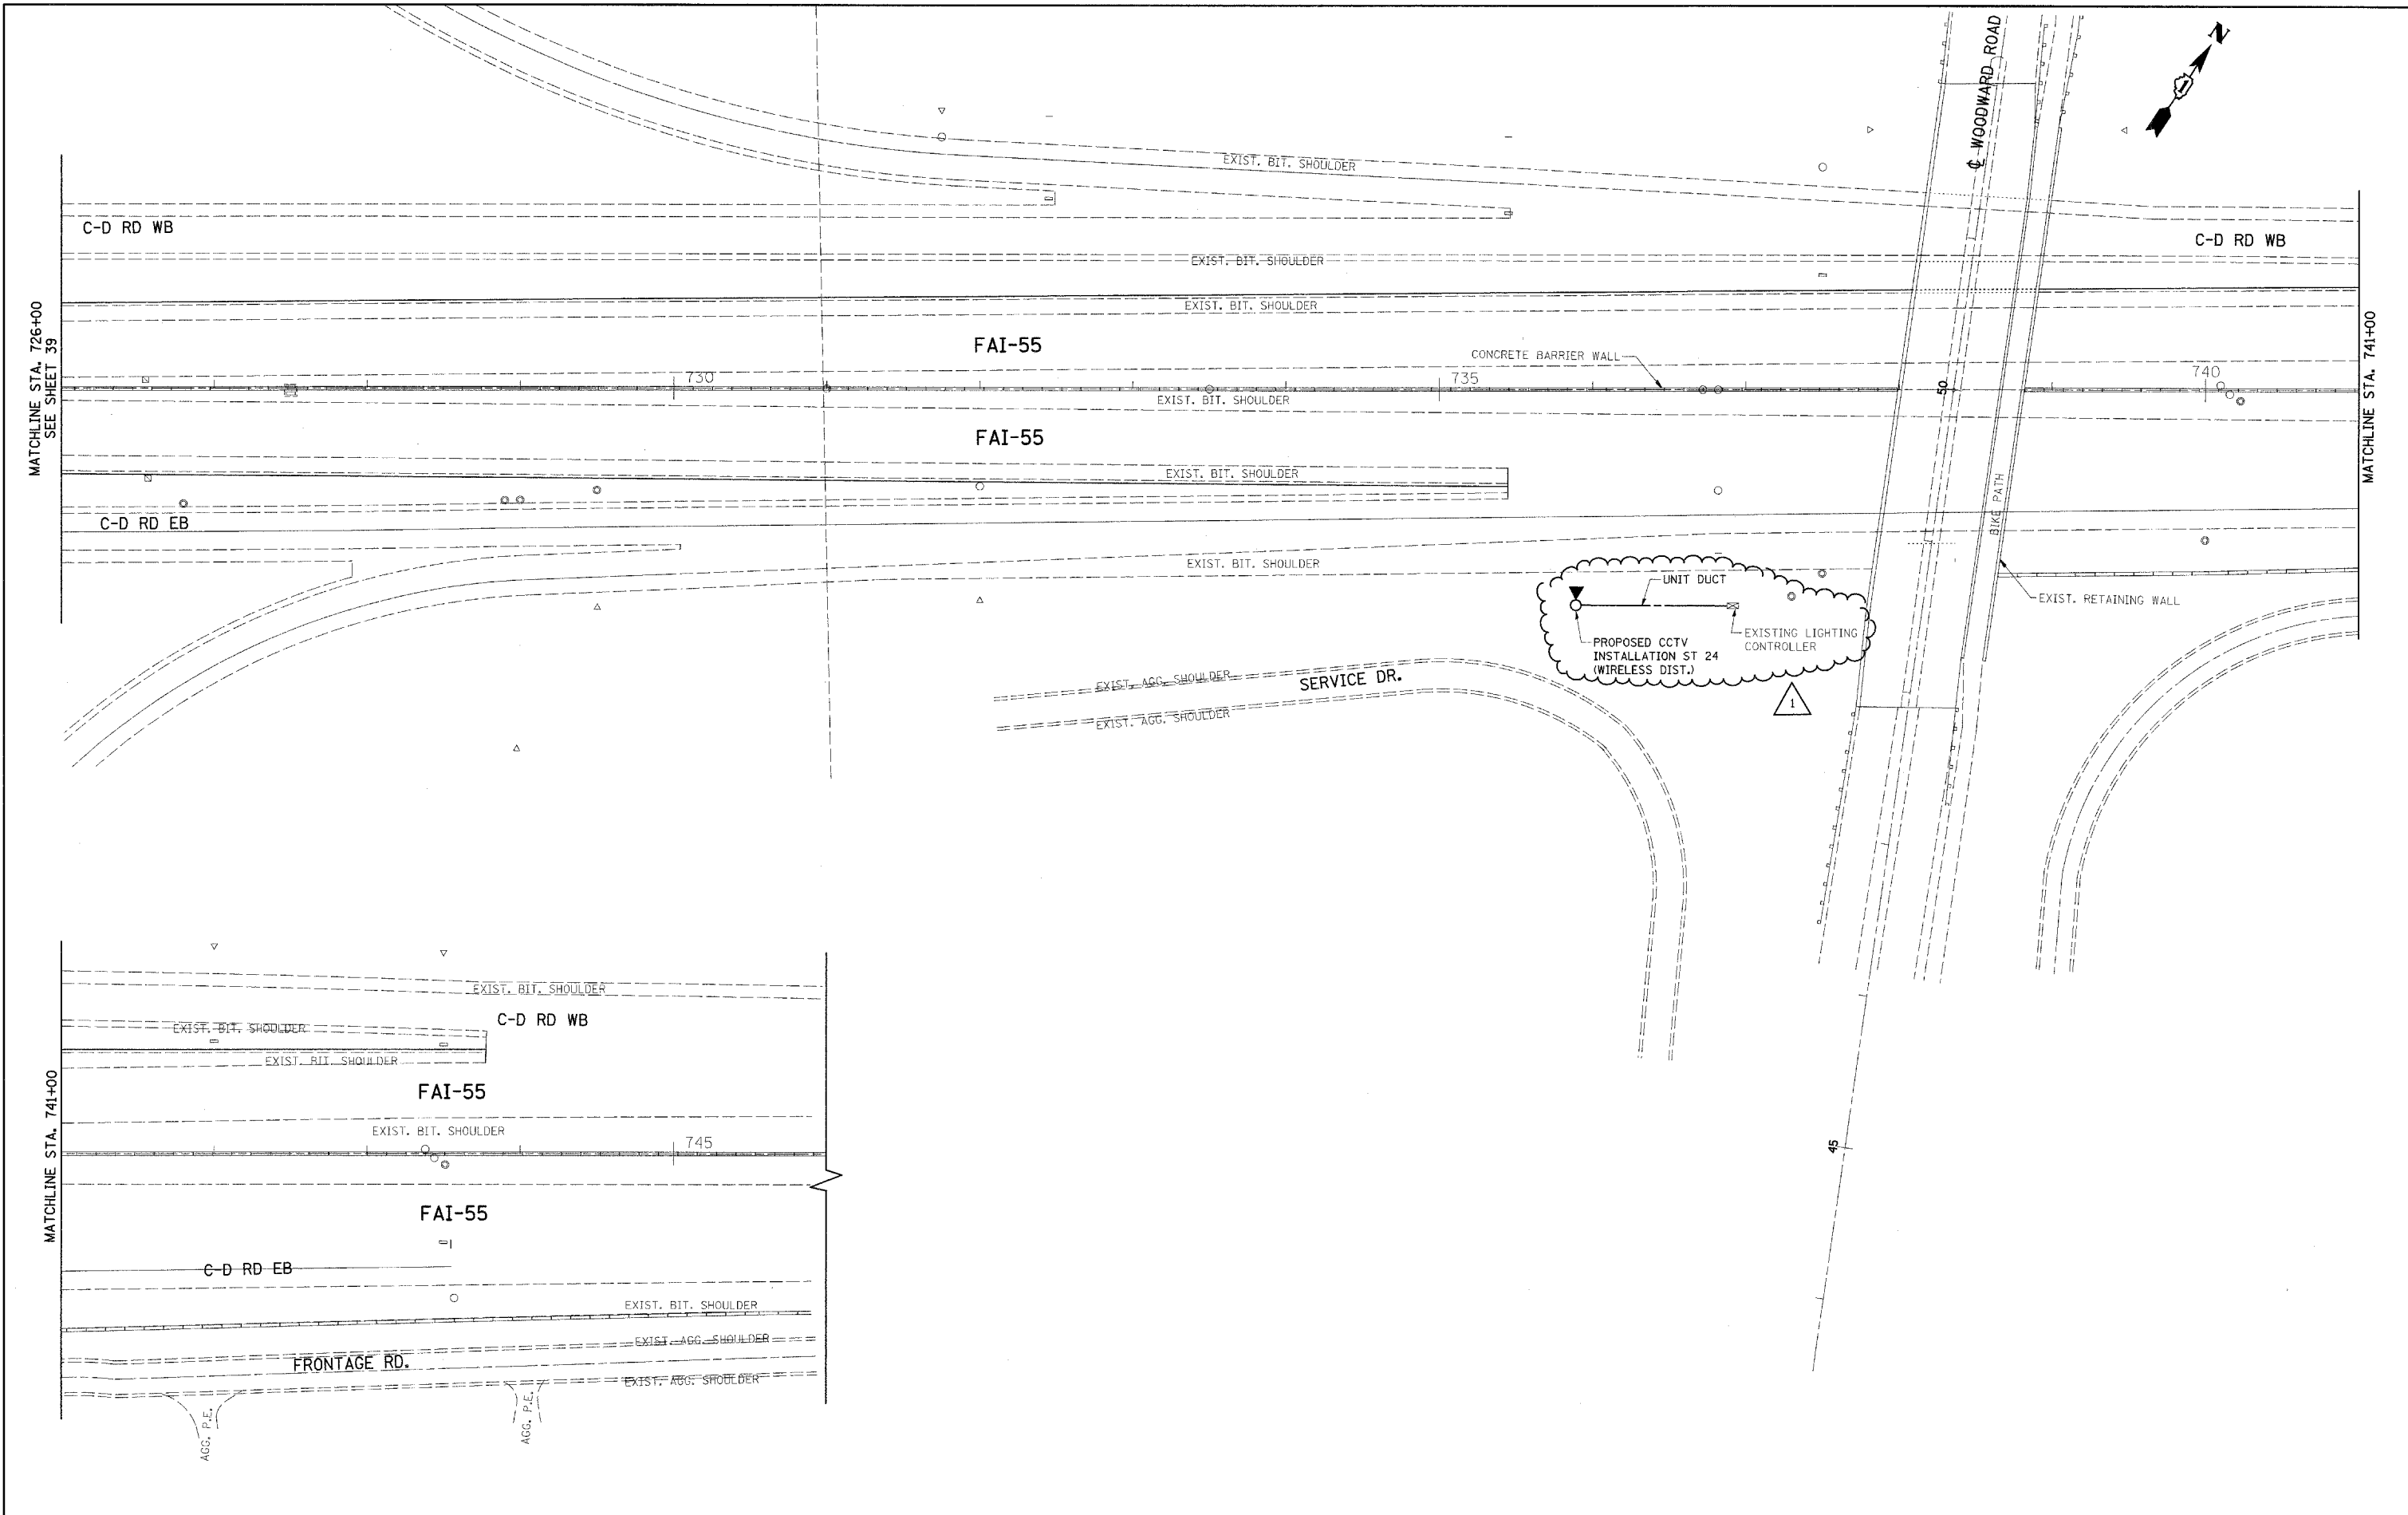 N
℄ WOODWARD ROAD
EXIST. BIT. SHOULDER
C-D RD WB
C-D RD WB
EXIST. BIT. SHOULDER
EXIST. BIT. SHOULDER
MATCHLINE STA. 726+00
SEE SHEET 39
FAI-55
CONCRETE BARRIER WALL
730
735
740
50
EXIST. BIT. SHOULDER
MATCHLINE STA. 741+00
FAI-55
EXIST. BIT. SHOULDER
C-D RD EB
BIKE PATH
EXIST. BIT. SHOULDER
UNIT DUCT
EXIST. RETAINING WALL
EXISTING LIGHTING
CONTROLLER
PROPOSED CCTV
INSTALLATION ST 24
(WIRELESS DIST.)
1
EXIST. AGG. SHOULDER
SERVICE DR.
EXIST. AGG. SHOULDER
EXIST. BIT. SHOULDER
C-D RD WB
EXIST. BIT. SHOULDER
EXIST. BIT. SHOULDER
MATCHLINE STA. 741+00
FAI-55
EXIST. BIT. SHOULDER
745
45
FAI-55
C-D RD EB
EXIST. BIT. SHOULDER
EXIST. AGG. SHOULDER
FRONTAGE RD.
EXIST. AGG. SHOULDER
AGG. P.E.
AGG. P.E.